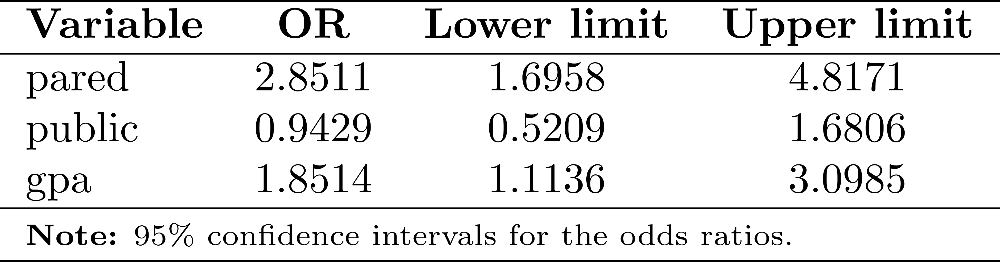 Variable OR Lower limit Upper limit
pared 2.8511 1.6958 4.8171
public 0.9429 0.5209 1.6806
gpa 1.8514 1.1136 3.0985
Note: 95% confidence intervals for the odds ratios.